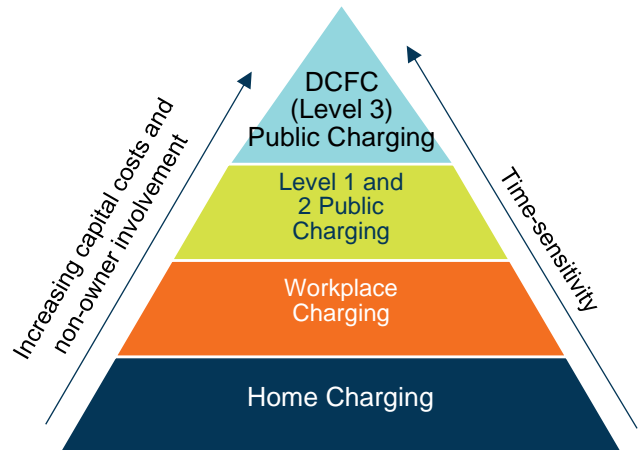 DCFC
(Level 3)
Public Charging
Level 1 and
2 Public
Charging
Workplace
Charging
Home Charging
Increasing capital costs and
non-owner involvement
Time-sensitivity